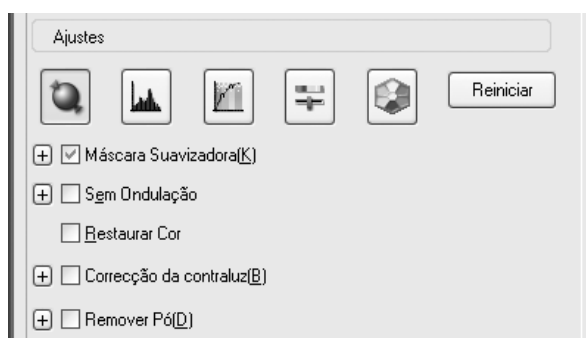 Ajustes
Reiniciar
Máscara Suavizadora(K)
Sem Ondulação
Restaurar Cor
Correcção da contraluz(B)
Remover Pó(D)